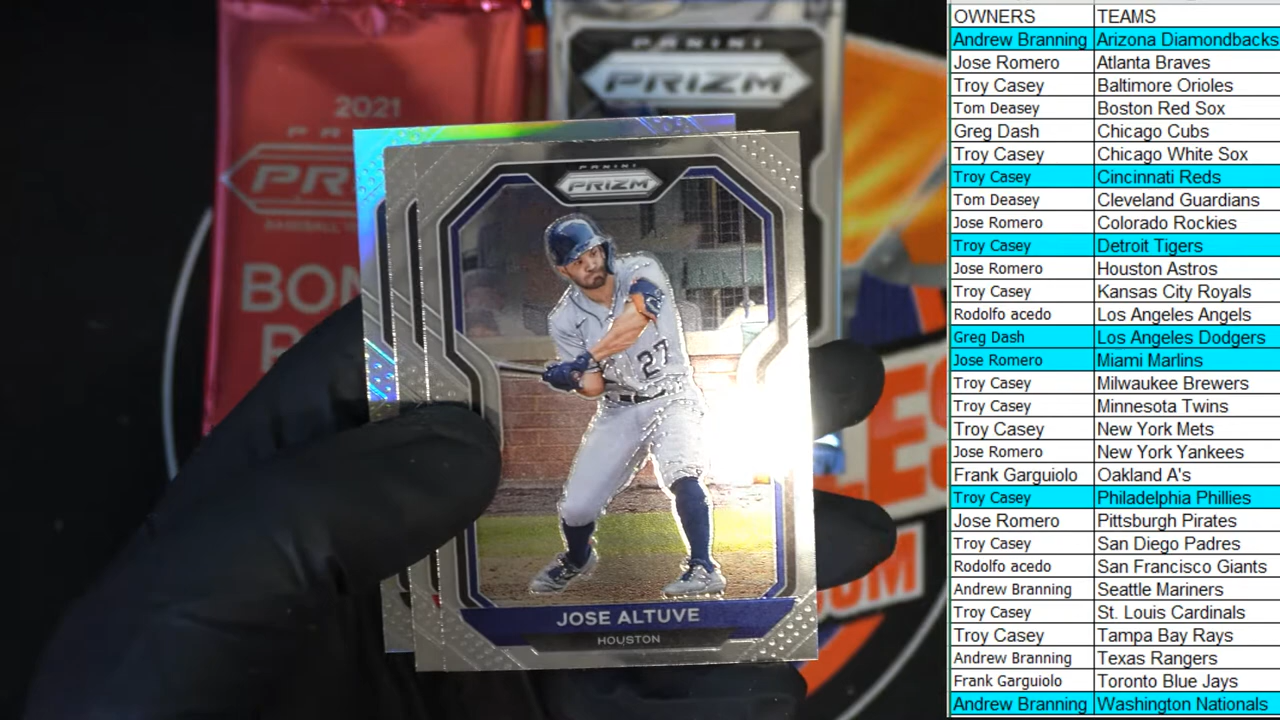 2021
PRIZM
BASEBALL
BON
PANINI
PRIZM
PANINI
PRIZM
27
JOSE ALTUVE
HOUSTON
LES
OM
OWNERS TEAMS
Andrew Branning Arizona Diamondbacks
Jose Romero Atlanta Braves
Troy Casey Baltimore Orioles
Tom Deasey Boston Red Sox
Greg Dash Chicago Cubs
Troy Casey Chicago White Sox
Troy Casey Cincinnati Reds
Tom Deasey Cleveland Guardians
Jose Romero Colorado Rockies
Troy Casey Detroit Tigers
Jose Romero Houston Astros
Troy Casey Kansas City Royals
Rodolfo acedo Los Angeles Angels
Greg Dash Los Angeles Dodgers
Jose Romero Miami Marlins
Troy Casey Milwaukee Brewers
Troy Casey Minnesota Twins
Troy Casey New York Mets
Jose Romero New York Yankees
Frank Garguiolo Oakland A's
Troy Casey Philadelphia Phillies
Jose Romero Pittsburgh Pirates
Troy Casey San Diego Padres
Rodolfo acedo San Francisco Giants
Andrew Branning Seattle Mariners
Troy Casey St. Louis Cardinals
Troy Casey Tampa Bay Rays
Andrew Branning Texas Rangers
Frank Garguiolo Toronto Blue Jays
Andrew Branning Washington Nationals